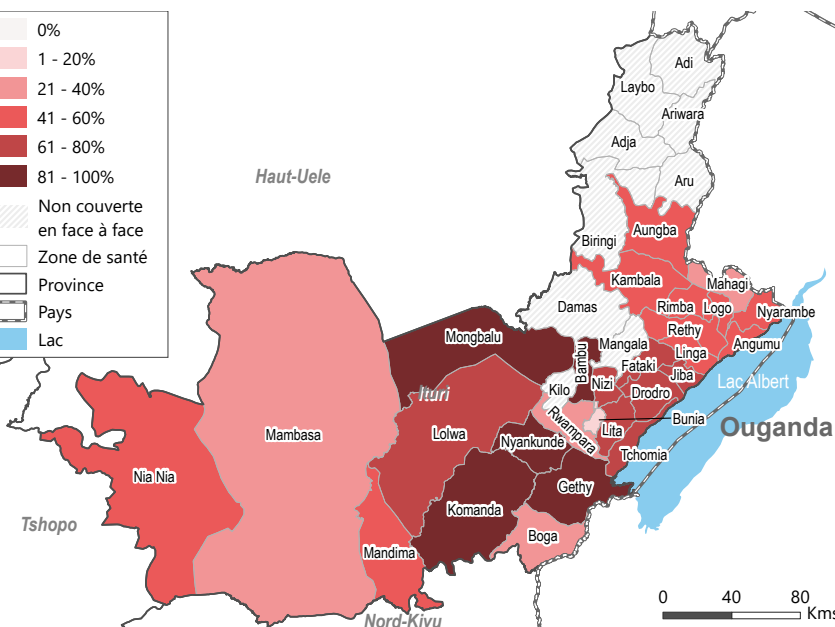 0%
1 - 20%
21 - 40%
41 - 60%
61 - 80%
81 - 100%
Non couverte
en face à face
Zone de santé
Province
Pays
Lac
Haut-Uele
Adi
Laybo
Ariwara
Adja
Aru
Biringi
Aungba
Kambala
Mahagi
Damas
Rimba
Logo
Nyarambe
Mongbalu
Rethy
Mangala
Angumu
Linga
Bambu
Fataki
Jiba
Lac Albert
Kilo
Nizi
Drodro
Ituri
Bunia
Ouganda
Mambasa
Lolwa
Rwampara
Lita
Nyankunde
Tchomia
Nia Nia
Gethy
Komanda
Tshopo
Boga
Mandima
Nord-Kivu
0 40 80
Kms